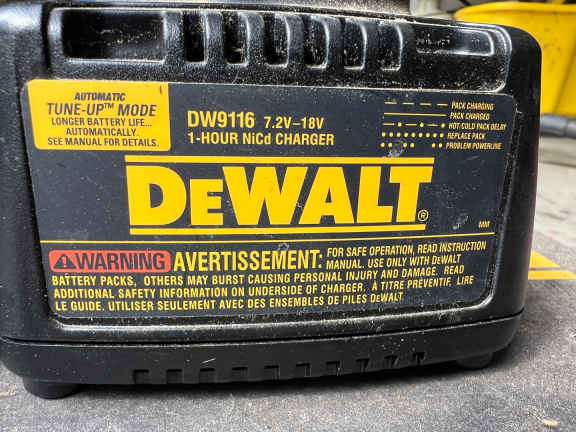 AUTOMATIC
TUNE-UP™ MODE
LONGER BATTERY LIFE...
AUTOMATICALLY.
SEE MANUAL FOR DETAILS.
DW9116 7.2V–18V
1-HOUR NiCd CHARGER
PACK CHARGING
PACK CHARGED
HOT/COLD PACK DELAY
REPLACE PACK
PROBLEM POWERLINE
DEWALT®
MM
WARNING AVERTISSEMENT: FOR SAFE OPERATION, READ INSTRUCTION
MANUAL. USE ONLY WITH DEWALT
BATTERY PACKS, OTHERS MAY BURST CAUSING PERSONAL INJURY AND DAMAGE. READ
ADDITIONAL SAFETY INFORMATION ON UNDERSIDE OF CHARGER. À TITRE PRÉVENTIF, LIRE
LE GUIDE. UTILISER SEULEMENT AVEC DES ENSEMBLES DE PILES DEWALT.